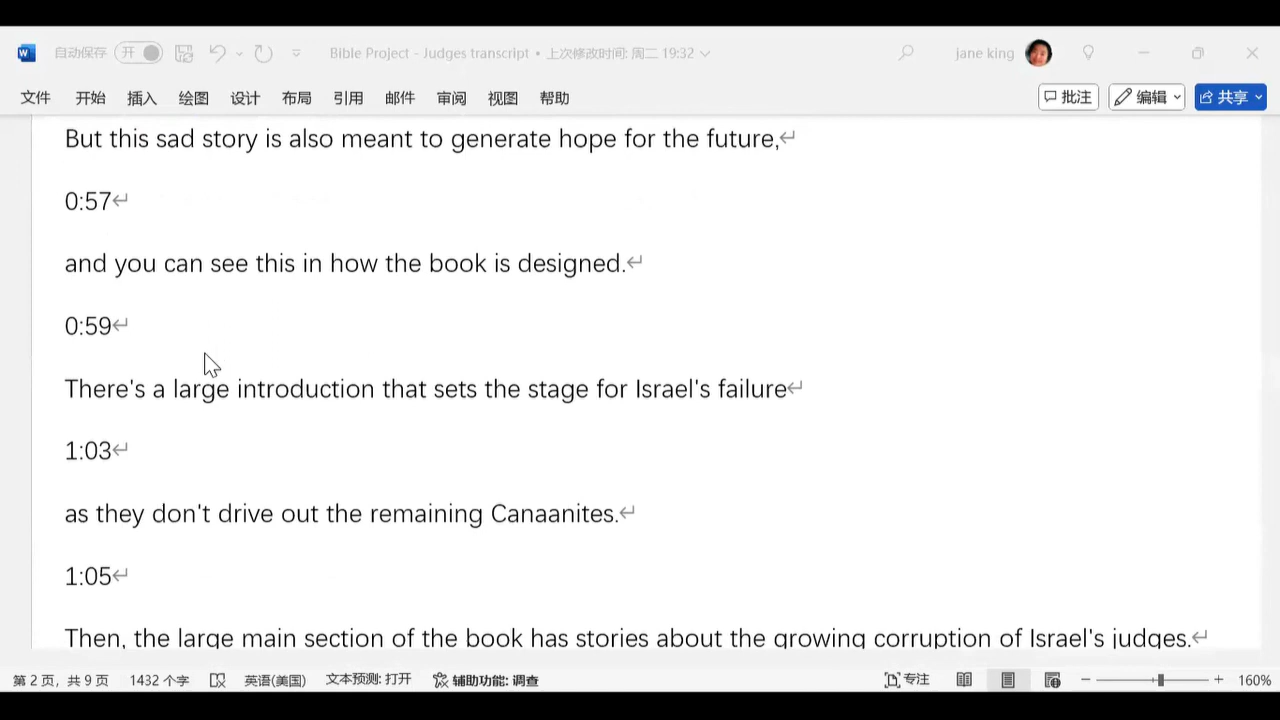 自动保存 开 Bible Project - Judges transcript • 上次修改时间: 周二 19:32 jane king
文件 开始 插入 绘图 设计 布局 引用 邮件 审阅 视图 帮助 批注 编辑 共享
But this sad story is also meant to generate hope for the future,
0:57
and you can see this in how the book is designed.
0:59
There's a large introduction that sets the stage for Israel's failure
1:03
as they don't drive out the remaining Canaanites.
1:05
Then, the large main section of the book has stories about the growing corruption of Israel's judges.
第 2 页，共 9 页 1432 个字 英语(美国) 文本预测: 打开 辅助功能: 调查 专注 160%